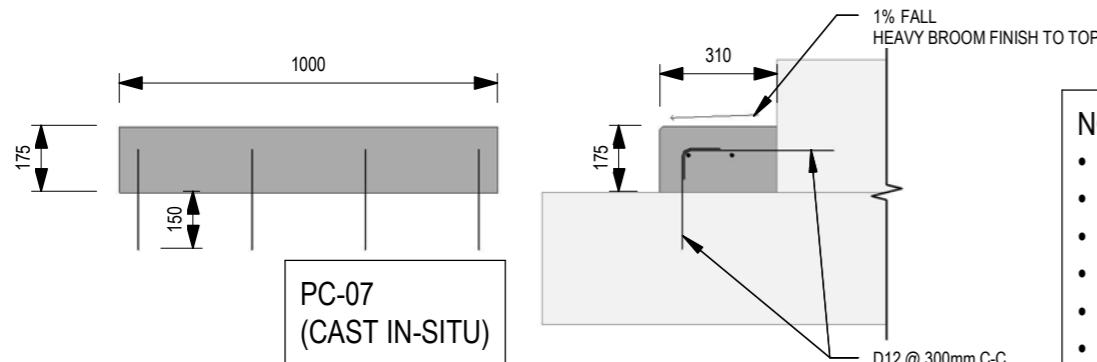 1% FALL
HEAVY BROOM FINISH TO TOP
1000
310
175
175
150
PC-07
(CAST IN-SITU)
D12 @ 300mm C-C